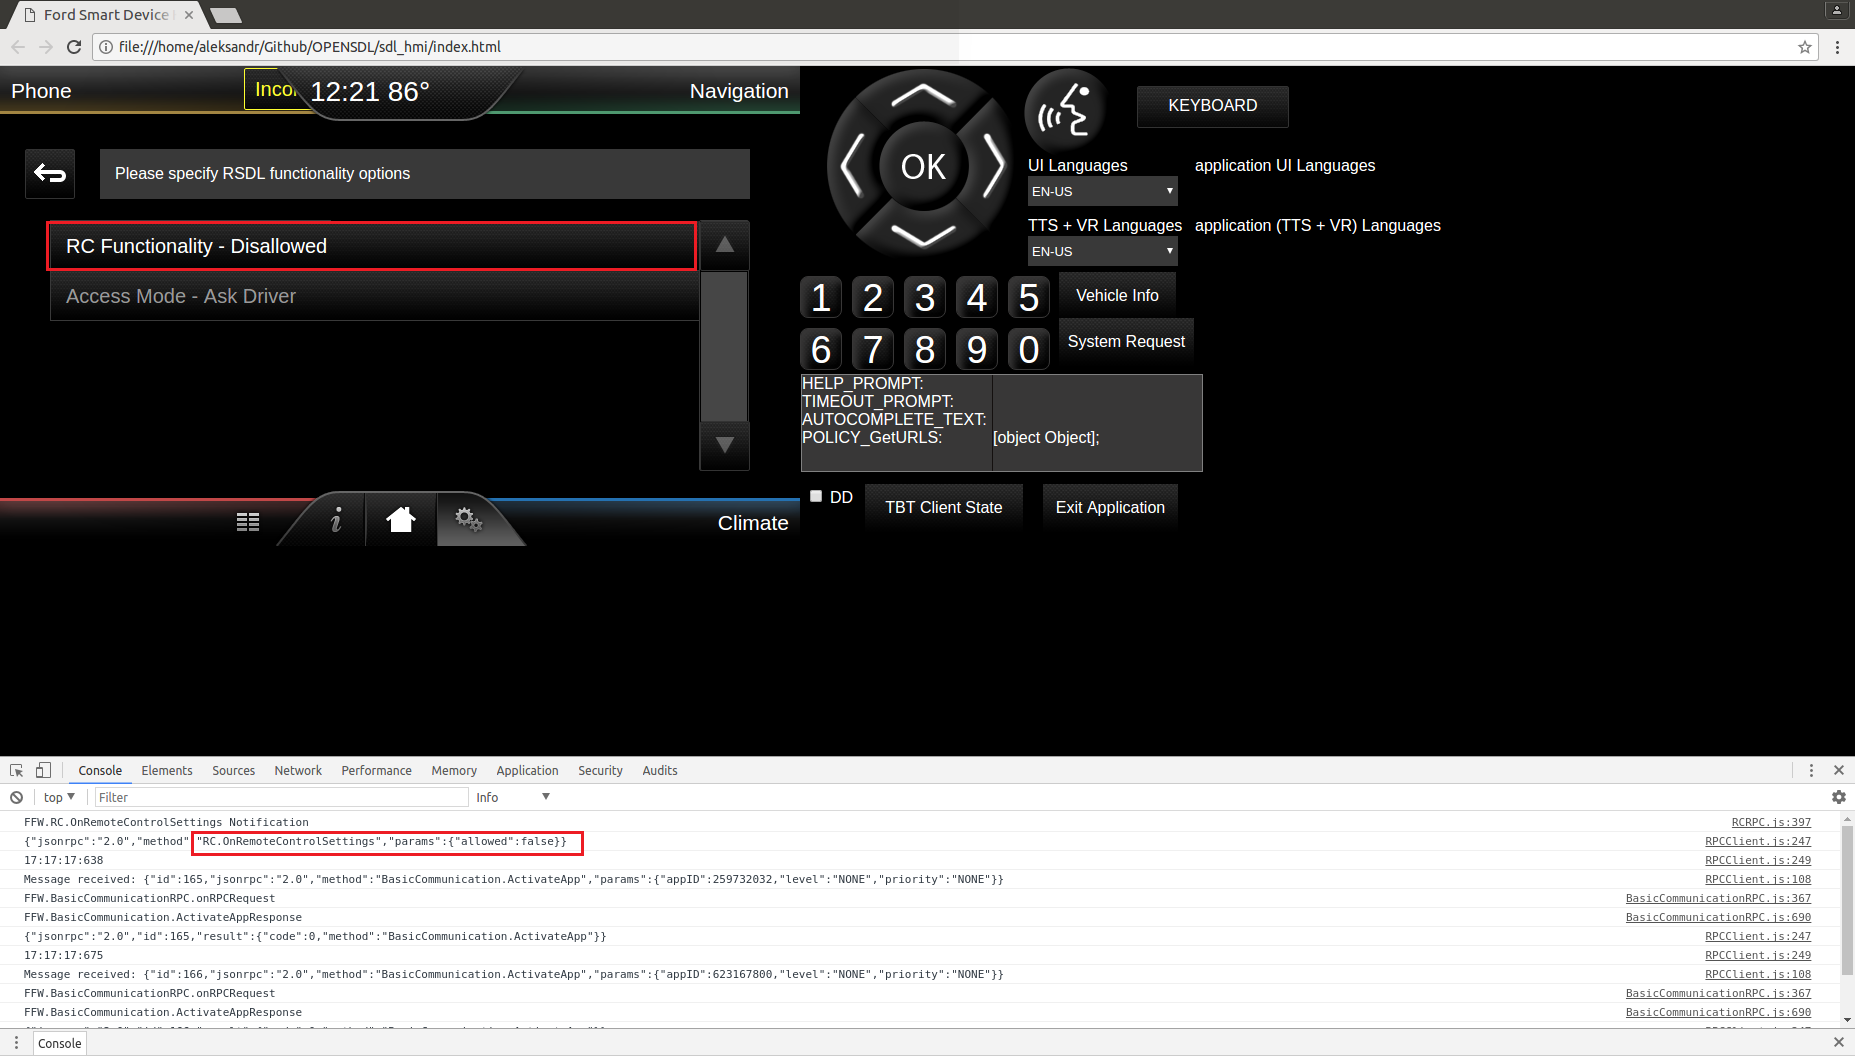 Ford Smart Device
file:///home/aleksandr/Github/OPENSDL/sdl_hmi/index.html
Phone
12:21 86°
Navigation
Please specify RSDL functionality options
RC Functionality - Disallowed
Access Mode - Ask Driver
Climate
OK
KEYBOARD
UI Languages
application UI Languages
EN-US
TTS + VR Languages
application (TTS + VR) Languages
EN-US
1 2 3 4 5
Vehicle Info
6 7 8 9 0
System Request
HELP_PROMPT:
TIMEOUT_PROMPT:
AUTOCOMPLETE_TEXT:
POLICY_GetURLS: [object Object];
DD
TBT Client State
Exit Application
Console Elements Sources Network Performance Memory Application Security Audits
top Filter Info
FFW.RC.OnRemoteControlSettings Notification RCRPC.js:397
{"jsonrpc":"2.0","method":"RC.OnRemoteControlSettings","params":{"allowed":false}} RPCClient.js:247
17:17:17:638 RPCClient.js:249
Message received: {"id":165,"jsonrpc":"2.0","method":"BasicCommunication.ActivateApp","params":{"appID":259732032,"level":"NONE","priority":"NONE"}} RPCClient.js:108
FFW.BasicCommunicationRPC.onRPCRequest BasicCommunicationRPC.js:367
FFW.BasicCommunication.ActivateAppResponse BasicCommunicationRPC.js:690
{"jsonrpc":"2.0","id":165,"result":{"code":0,"method":"BasicCommunication.ActivateApp"}} RPCClient.js:247
17:17:17:675 RPCClient.js:249
Message received: {"id":166,"jsonrpc":"2.0","method":"BasicCommunication.ActivateApp","params":{"appID":623167800,"level":"NONE","priority":"NONE"}} RPCClient.js:108
FFW.BasicCommunicationRPC.onRPCRequest BasicCommunicationRPC.js:367
FFW.BasicCommunication.ActivateAppResponse BasicCommunicationRPC.js:690
Console